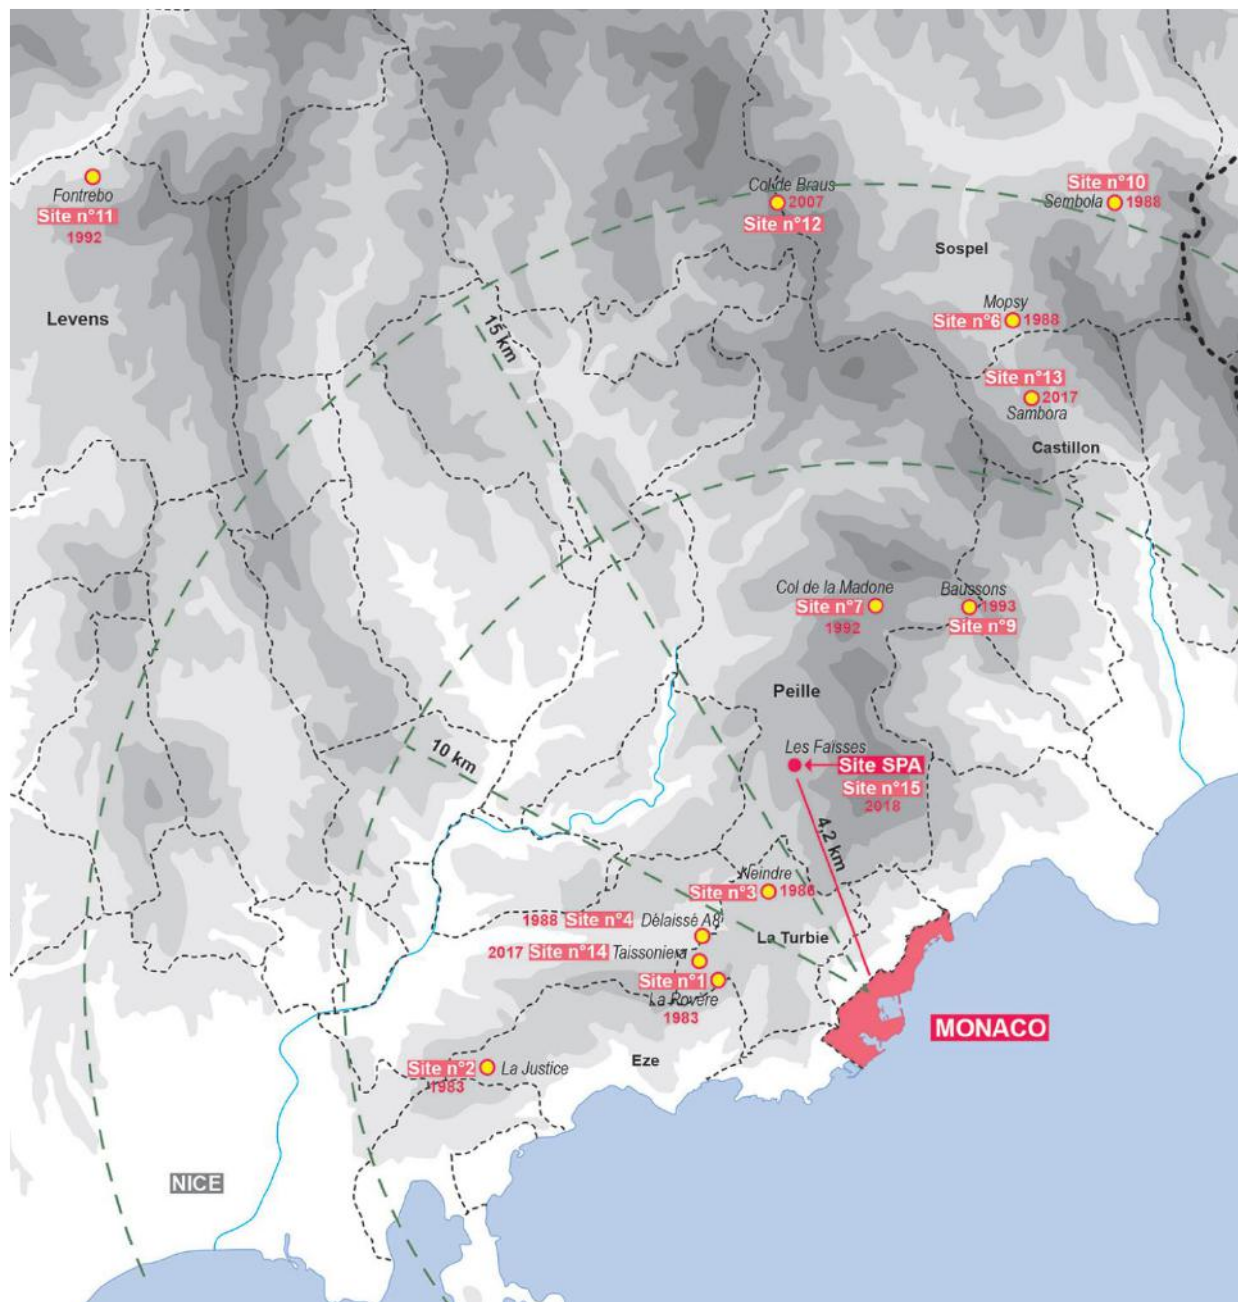 Fontrebo
Site n°11
1992
Levens
Col de Braus
2007
Site n°12
Site n°10
Sembola
1988
Sospel
Mopsy
Site n°6
1988
Site n°13
2017
Sambora
Castillon
15 km
Col de la Madone
Site n°7
1992
Baussons
1993
Site n°9
Peille
Les Faïsses
Site SPA
Site n°15
2018
10 km
4,2 km
Neindre
Site n°3
1986
1988
Site n°4
Délaissé A8
La Turbie
2017
Site n°14
Taissoniera
Site n°1
La Rovère
1983
MONACO
Eze
Site n°2
La Justice
1983
NICE